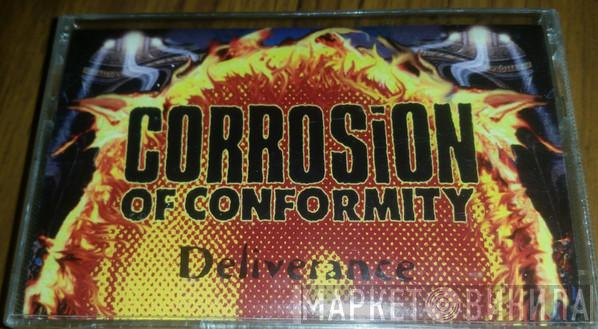 CORROSiON
OF CONFORMITY
Deliverance
МАРКЕТ ВИНИЛА